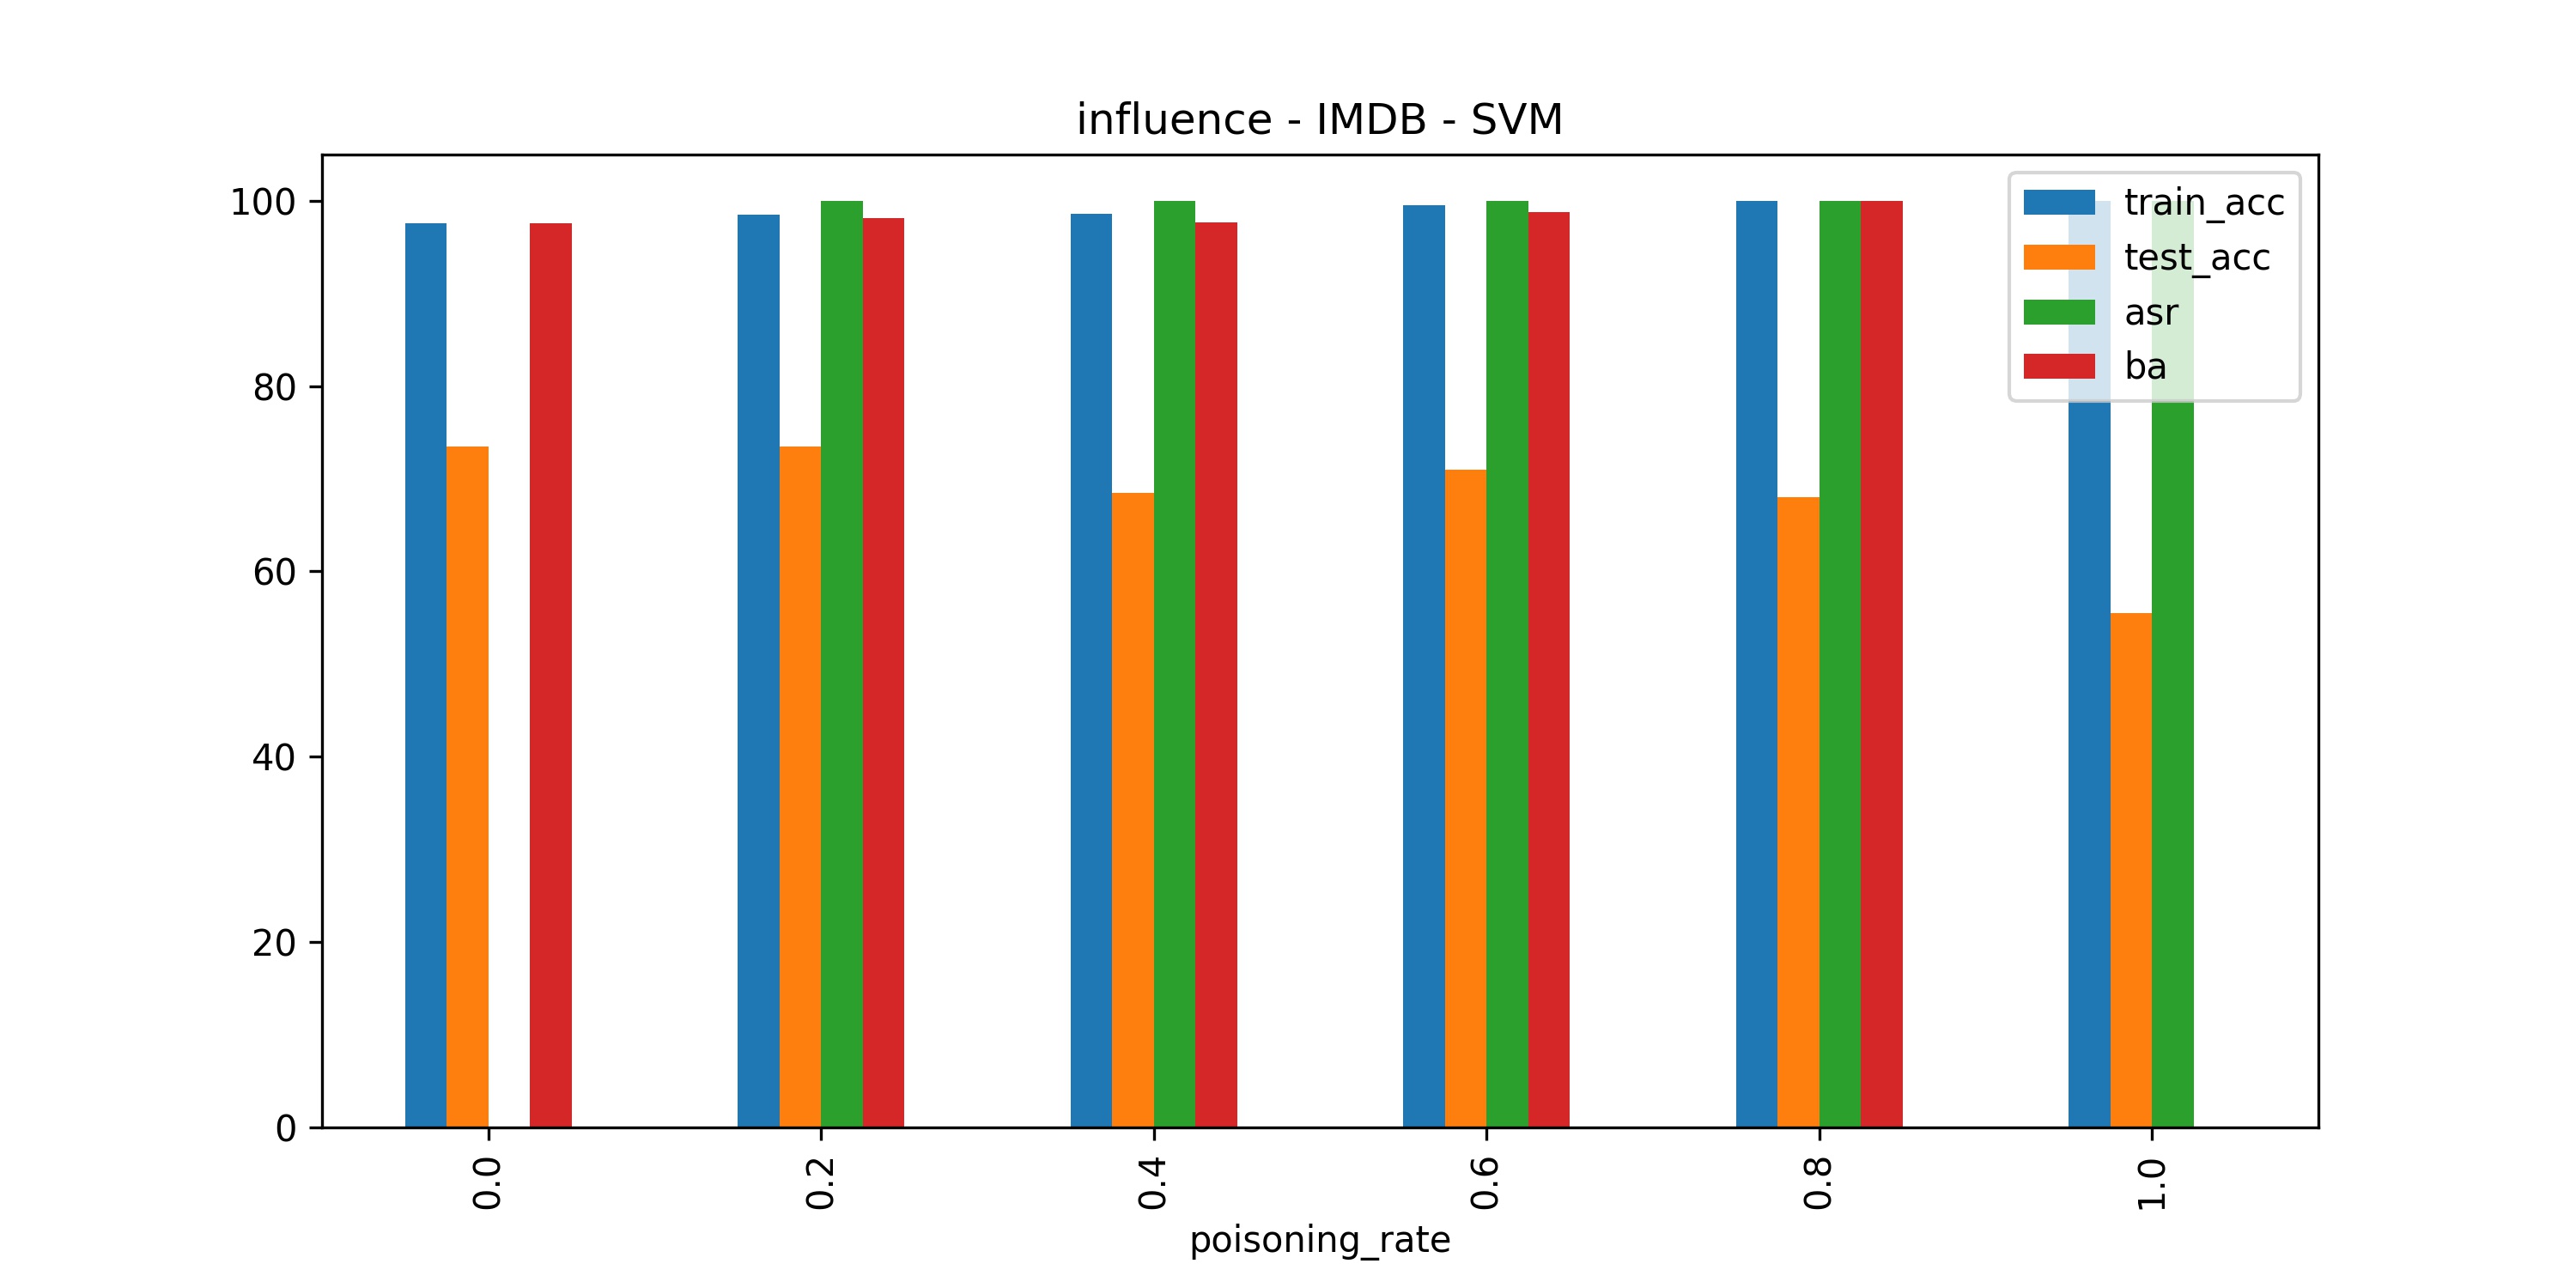 influence - IMDB - SVM
100
80
60
40
20
0
train_acc
test_acc
asr
ba
0.0
0.2
0.4
0.6
0.8
1.0
poisoning_rate